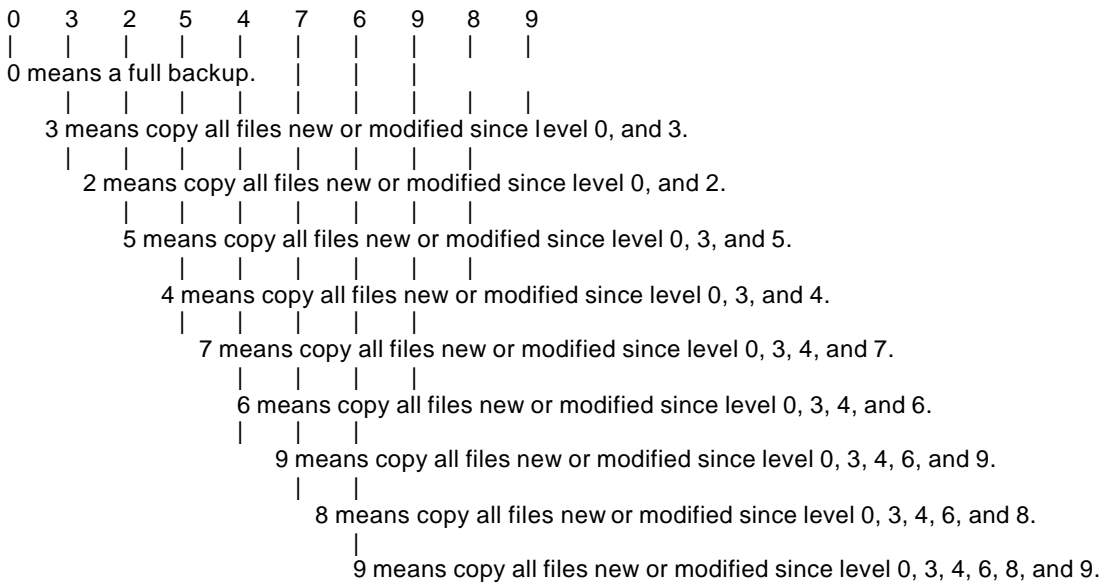 0 3 2 5 4 7 6 9 8 9
| | | | | | | | | |
0 means a full backup. | | |
| | | | | | | | |
3 means copy all files new or modified since level 0, and 3.
| | | | | | | |
2 means copy all files new or modified since level 0, and 2.
| | | | | | |
5 means copy all files new or modified since level 0, 3, and 5.
| | | | | |
4 means copy all files new or modified since level 0, 3, and 4.
| | | | |
7 means copy all files new or modified since level 0, 3, 4, and 7.
| | | |
6 means copy all files new or modified since level 0, 3, 4, and 6.
| | |
9 means copy all files new or modified since level 0, 3, 4, 6, and 9.
| |
8 means copy all files new or modified since level 0, 3, 4, 6, and 8.
|
9 means copy all files new or modified since level 0, 3, 4, 6, 8, and 9.